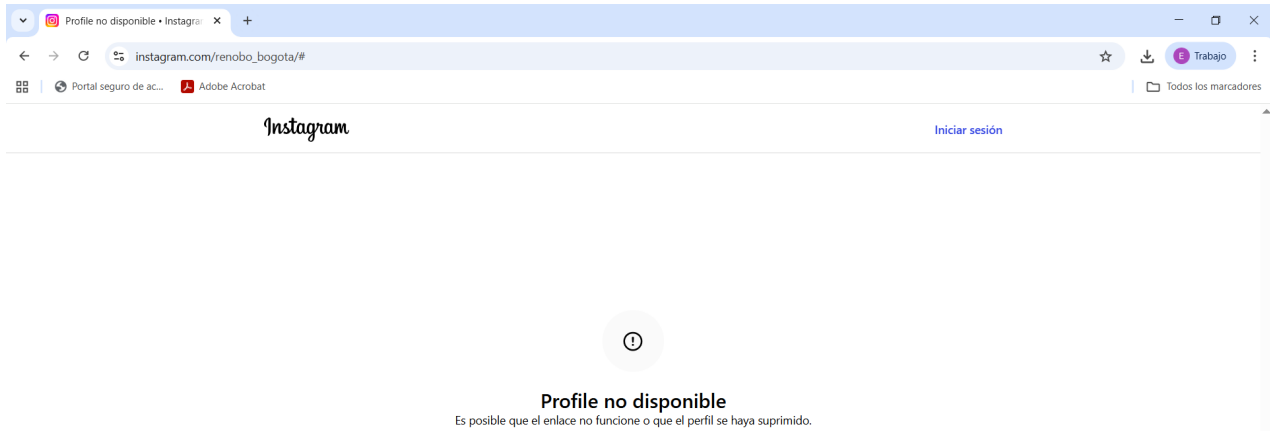 Profile no disponible • Instagra
instagram.com/renobo_bogota/#
E Trabajo
Portal seguro de ac...
Adobe Acrobat
Todos los marcadores
Instagram
Iniciar sesión
Profile no disponible
Es posible que el enlace no funcione o que el perfil se haya suprimido.